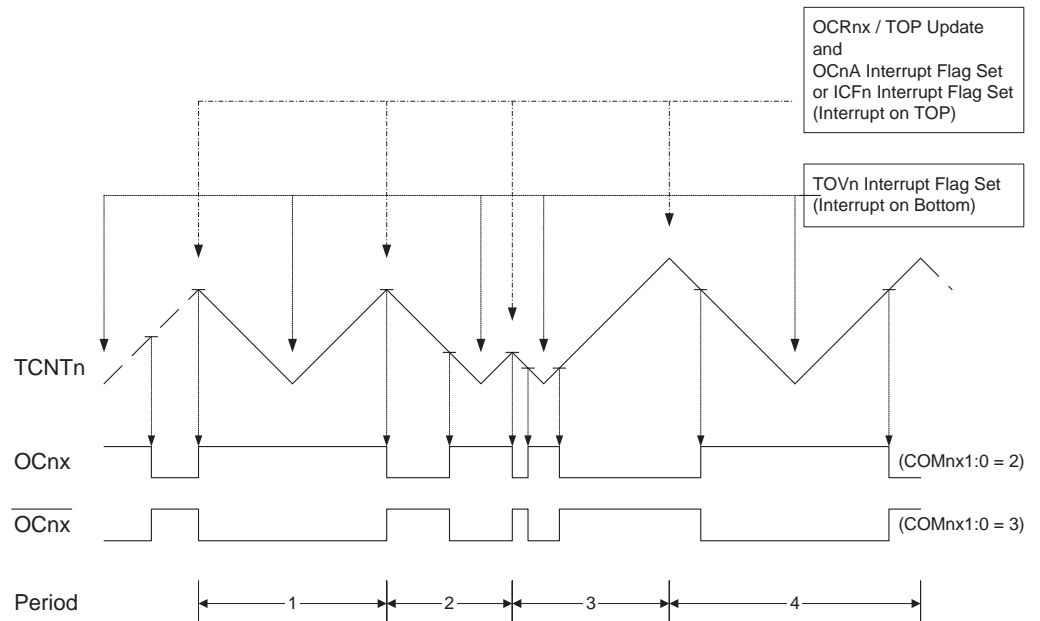 OCRnx / TOP Update
and
OCnA Interrupt Flag Set
or ICFn Interrupt Flag Set
(Interrupt on TOP)
TOVn Interrupt Flag Set
(Interrupt on Bottom)
TCNTn
OCnx
(COMnx1:0 = 2)
OCnx
(COMnx1:0 = 3)
Period
1
2
3
4